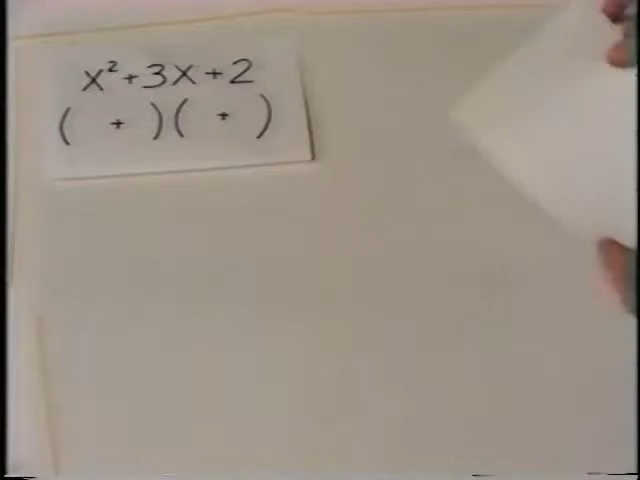 x²+3x+2
( + )( + )